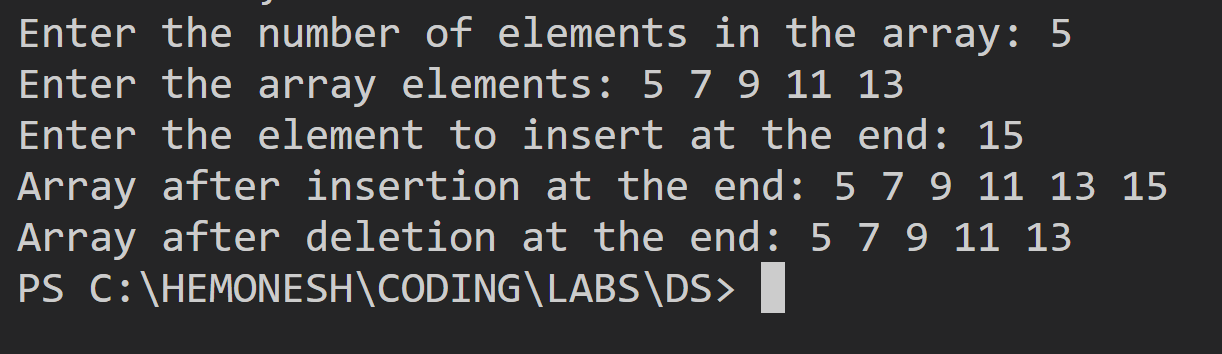 Enter the number of elements in the array: 5
Enter the array elements: 5 7 9 11 13
Enter the element to insert at the end: 15
Array after insertion at the end: 5 7 9 11 13 15
Array after deletion at the end: 5 7 9 11 13
PS C:\HEMONESH\CODING\LABS\DS>